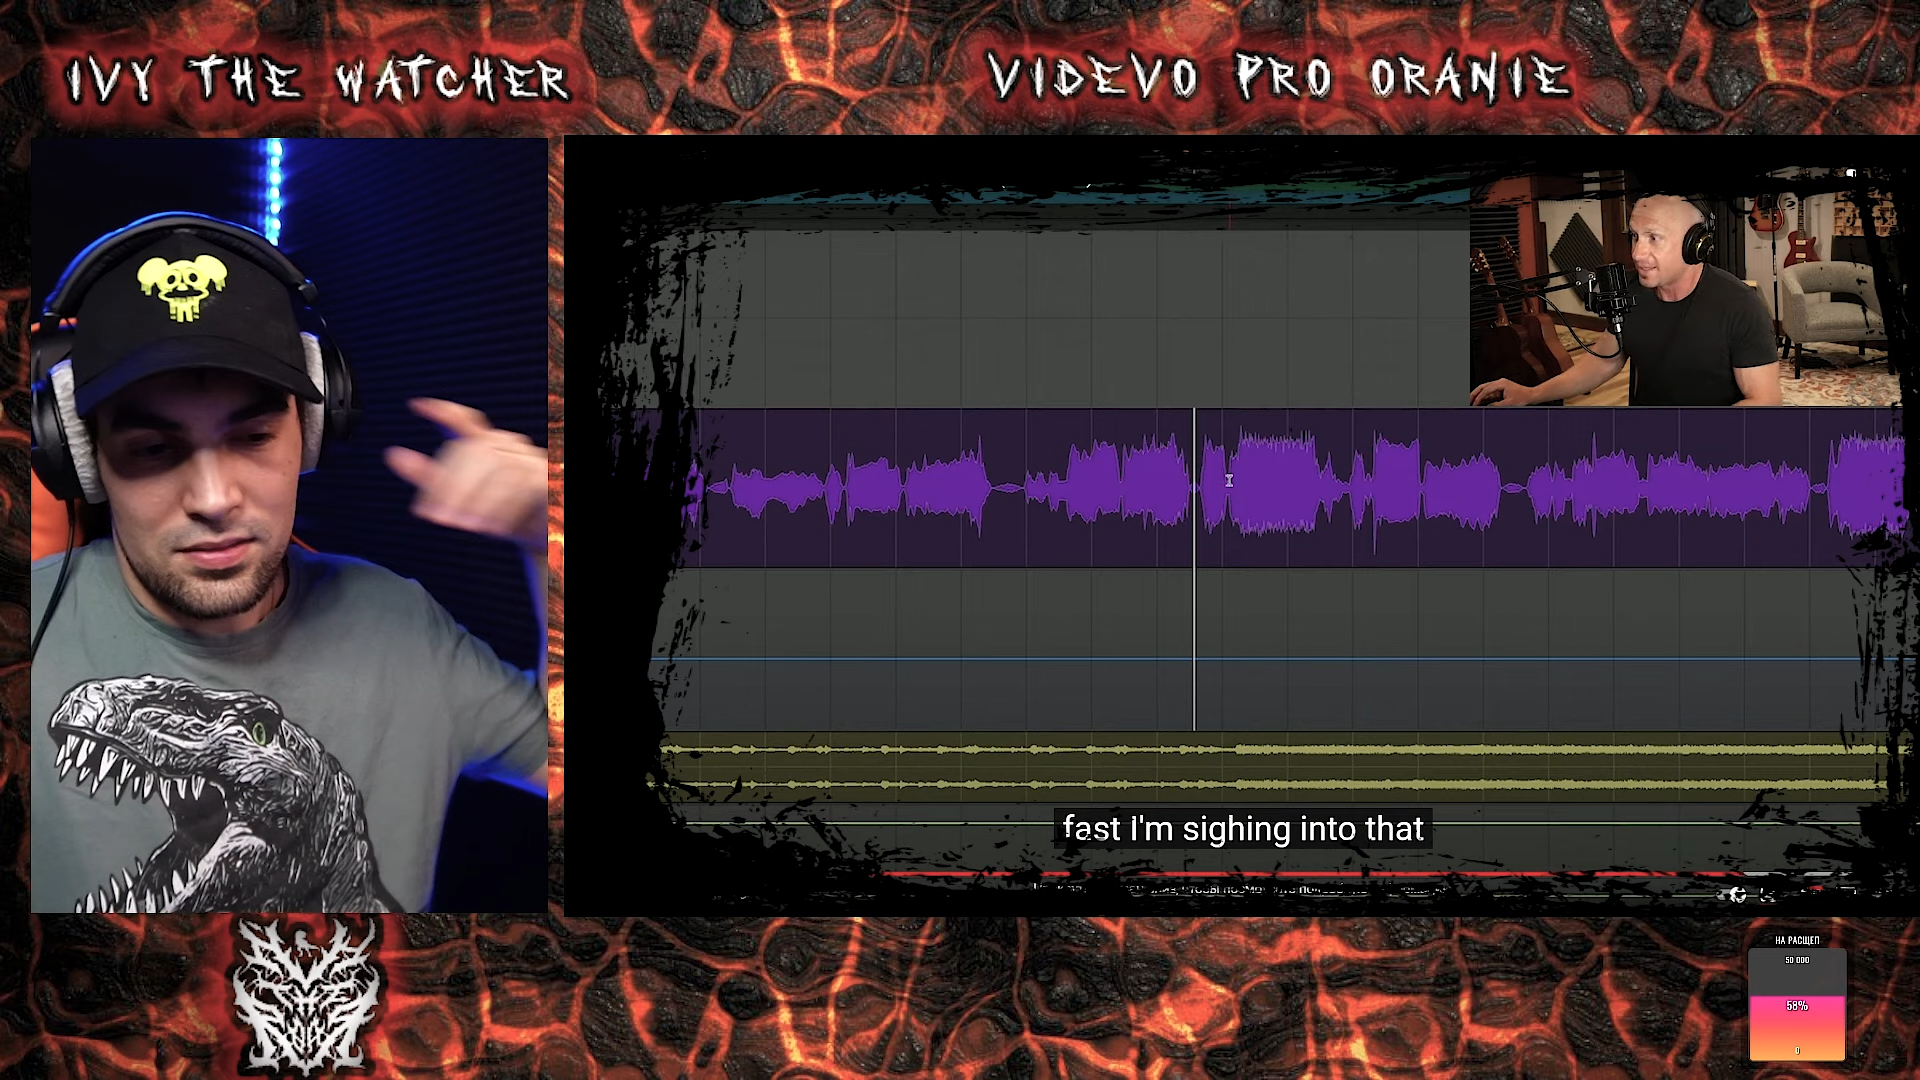 IVY THE WATCHER
VIDEVO PRO ORANIE
fast I'm sighing into that
НА РАСЩЕП
50 000
58%
0